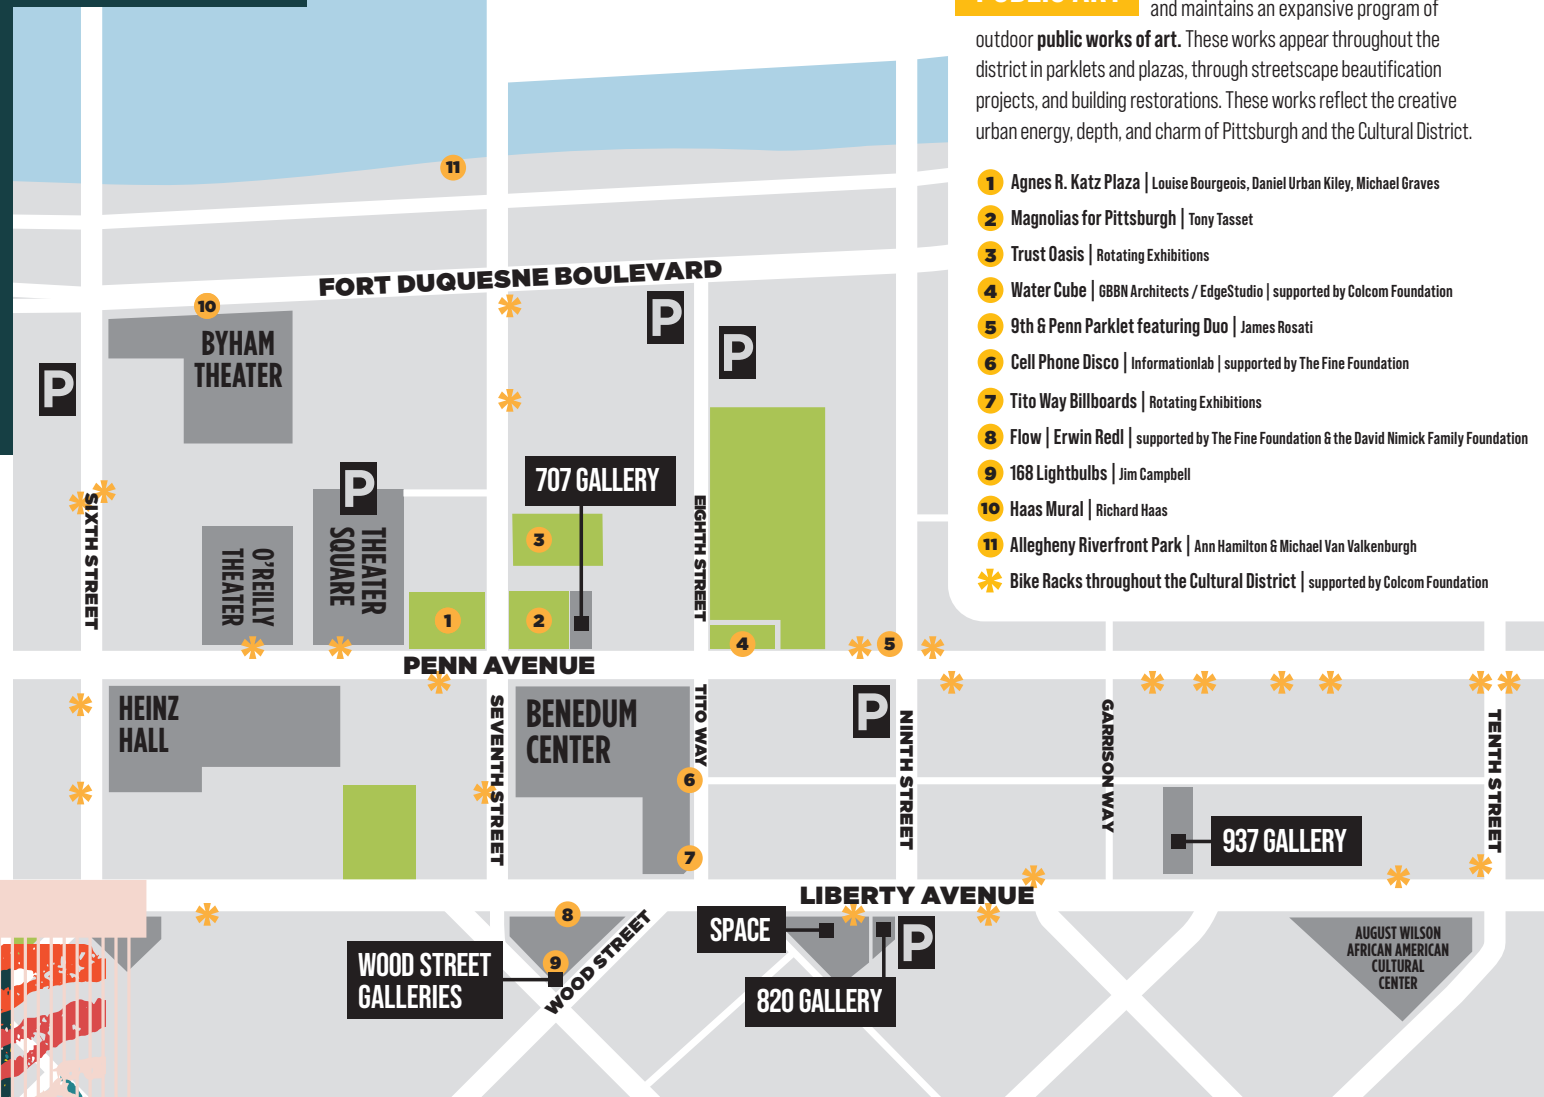 PUBLIC ART
and maintains an expansive program of
outdoor public works of art. These works appear throughout the
district in parklets and plazas, through streetscape beautification
projects, and building restorations. These works reflect the creative
urban energy, depth, and charm of Pittsburgh and the Cultural District.
1 Agnes R. Katz Plaza | Louise Bourgeois, Daniel Urban Kiley, Michael Graves
2 Magnolias for Pittsburgh | Tony Tasset
3 Trust Oasis | Rotating Exhibitions
4 Water Cube | GBBN Architects / EdgeStudio | supported by Colcom Foundation
5 9th & Penn Parklet featuring Duo | James Rosati
6 Cell Phone Disco | Informationlab | supported by The Fine Foundation
7 Tito Way Billboards | Rotating Exhibitions
8 Flow | Erwin Redl | supported by The Fine Foundation & the David Nimick Family Foundation
9 168 Lightbulbs | Jim Campbell
10 Haas Mural | Richard Haas
11 Allegheny Riverfront Park | Ann Hamilton & Michael Van Valkenburgh
Bike Racks throughout the Cultural District | supported by Colcom Foundation
11
FORT DUQUESNE BOULEVARD
10
BYHAM
THEATER
P
P
P
P
707 GALLERY
SIXTH STREET
EIGHTH STREET
O'REILLY
THEATER
THEATER
SQUARE
3
1
2
4
5
PENN AVENUE
HEINZ
HALL
SEVENTH STREET
BENEDUM
CENTER
TITO WAY
P
NINTH STREET
GARRISON WAY
TENTH STREET
6
7
937 GALLERY
LIBERTY AVENUE
8
WOOD STREET
SPACE
P
WOOD STREET
GALLERIES
9
820 GALLERY
AUGUST WILSON
AFRICAN AMERICAN
CULTURAL
CENTER